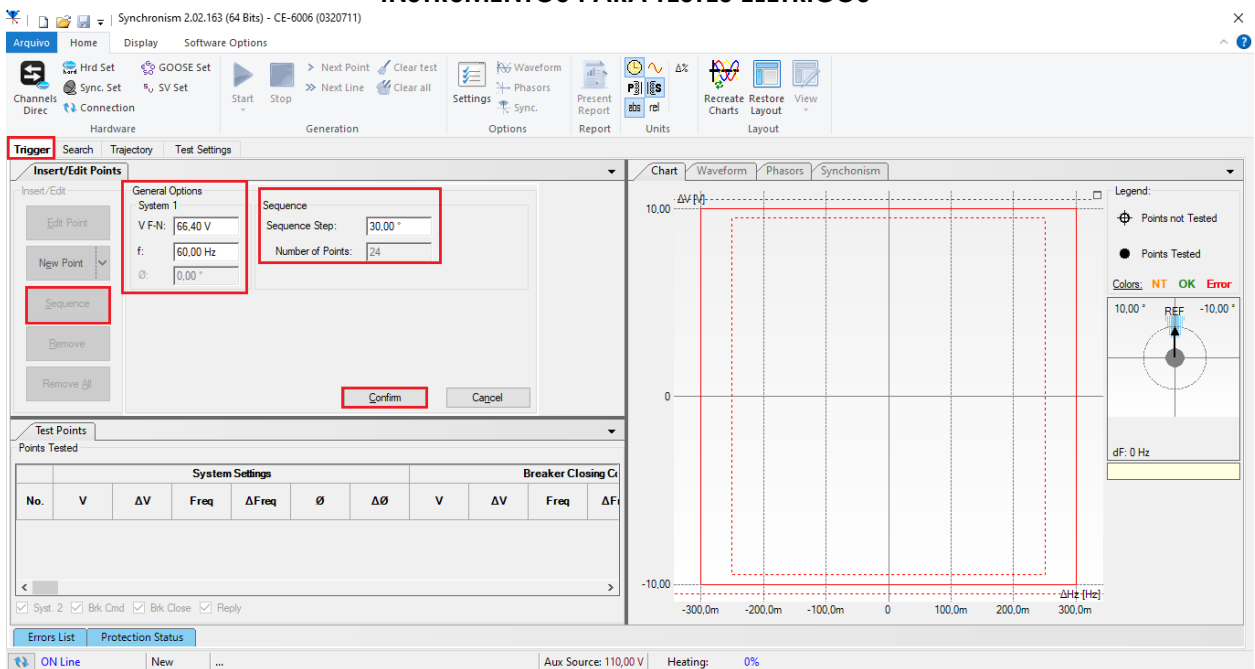 INSTRUMENTOS PARA TESTES ELÉTRICOS
Synchronism 2.02.163 (64 Bits) - CE-6006 (0320711)
Arquivo Home Display Software Options
Channels Direc
Hrd Set
Sync. Set
Connection
GOOSE Set
SV Set
Hardware
Start
Stop
Next Point
Next Line
Clear test
Clear all
Generation
Settings
Waveform
Phasors
Sync.
Options
Present Report
Report
Δ%
abs rel
Units
Recreate Charts
Restore Layout
View
Layout
Trigger Search Trajectory Test Settings
Insert/Edit Points
Insert/Edit
Edit Point
New Point
Sequence
Remove
Remove All
General Options
System 1
V F-N: 66,40 V
f: 60,00 Hz
Ø: 0,00 °
Sequence
Sequence Step: 30,00 °
Number of Points: 24
Confirm
Cancel
Test Points
Points Tested
System Settings
Breaker Closing
No. V ΔV Freq ΔFreq Ø ΔØ V ΔV Freq
Syst. 2 Brk Cmd Brk Close Reply
Chart Waveform Phasors Synchronism
ΔV [V]
10,00
0
-10,00
ΔHz [Hz]
-300,0m -200,0m -100,0m 0 100,0m 200,0m 300,0m
Legend:
Points not Tested
Points Tested
Colors: NT OK Error
10,00 ° REF -10,00 °
dF: 0 Hz
Errors List Protection Status
ON Line New ... Aux Source: 110,00 V Heating: 0%